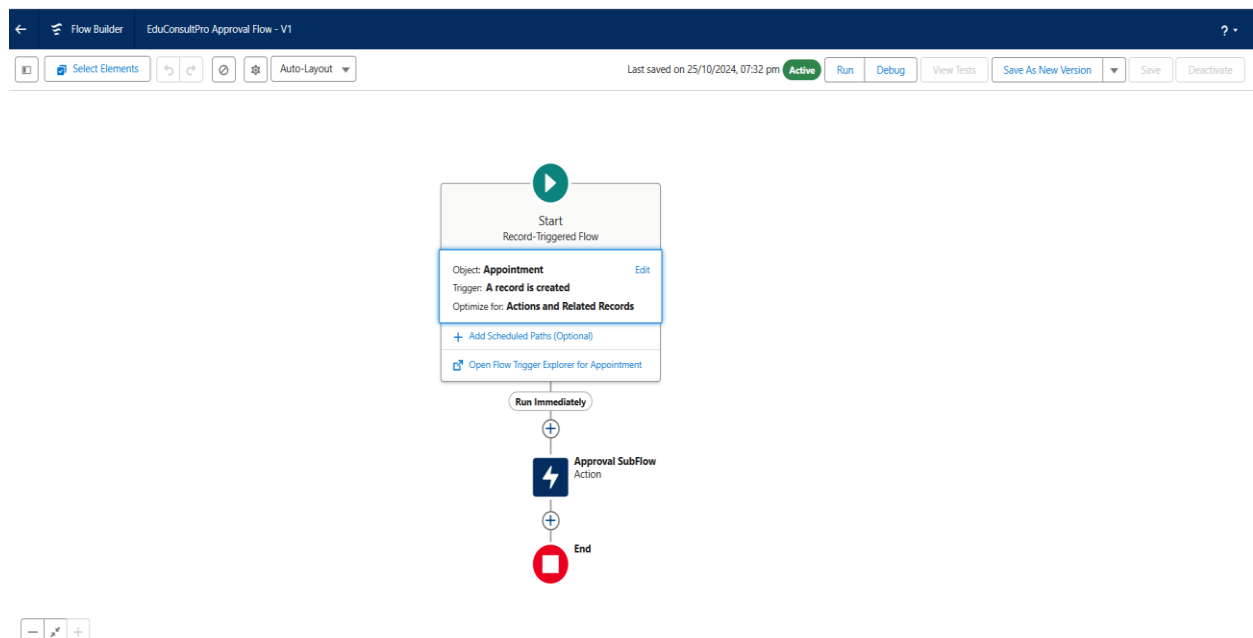 Flow Builder EduConsultPro Approval Flow - V1 ?
Select Elements Auto-Layout Last saved on 25/10/2024, 07:32 pm Active Run Debug View Tests Save As New Version Save Deactivate
Start
Record-Triggered Flow
Object: Appointment Edit
Trigger: A record is created
Optimize for: Actions and Related Records
+ Add Scheduled Paths (Optional)
Open Flow Trigger Explorer for Appointment
Run Immediately
Approval SubFlow
Action
End